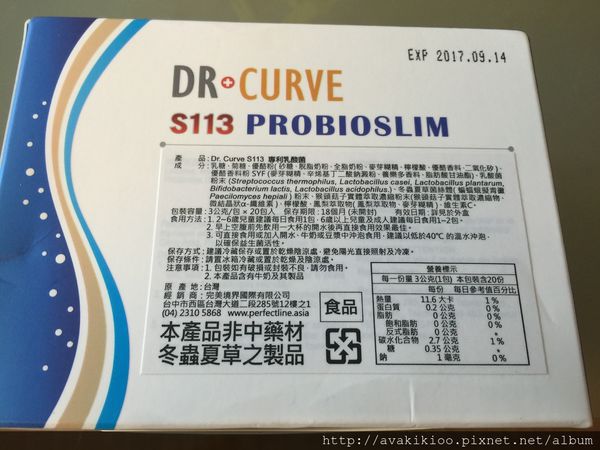 EXP 2017.09.14
DR+CURVE
S113 PROBIOSLIM
產品：Dr. Curve S113 專利乳酸菌
成分：乳糖、菊糖、優酪粉(砂糖、脫脂奶粉、全脂奶粉、麥芽糊精、檸檬酸、優酪香料、二氧化矽)、
優酪香料粉 SYF (麥芽糊精、辛烯基丁二酸鈉澱粉、養樂多香料、脂肪酸甘油脂)、乳酸菌
粉末 (Streptococcus thermophilus, Lactobacillus casei, Lactobacillus plantarum,
Bifidobacterium lactis, Lactobacillus acidophilus.)、冬蟲夏草菌絲體(蝙蝠蛾擬青黴
Paecilomyces hepiali)粉末、猴頭菇子實體萃取濃縮粉末(猴頭菇子實體萃取濃縮物、
微結晶狀α-纖維素)、檸檬酸、鳳梨萃取物(鳳梨萃取物、麥芽糊精)、維生素C。
包裝容量：3公克/包×20包入 保存期限：18個月(未開封) 有效日期：詳見於外盒
食用方式：1. 2~6歲兒童建議每日食用1包，6歲以上兒童及成人建議每日食用1~2包。
2. 早上空腹前先飲用一大杯的開水後再直接食用效果最佳。
3. 可直接食用或加入開水、牛奶或豆漿中沖泡食用，建議以低於40℃的溫水沖泡，
以確保益生菌活性。
保存方式：建議冷藏保存或置於乾燥陰涼處，避免陽光直接照射及冷凍。
保存條件：請置冰箱冷藏或置於乾燥及陰涼處。
注意事項：1. 包裝如有破損或封裝不良，請勿食用。
2. 本產品含有牛奶及其製品
原產地：台灣
經銷商：完美境界國際有限公司
台中市西區台灣大道二段285號12樓之1
(04) 2310 5868 www.perfectline.asia
食品
本產品非中藥材
冬蟲夏草之製品
營養標示
每一份量 3公克(1包) 本包裝含20份
每份 每日參考值百分比
熱量 11.6 大卡 1%
蛋白質 0.2 公克 0%
脂肪 0 公克 0%
飽和脂肪 0 公克 0%
反式脂肪 0 公克 *
碳水化合物 2.7 公克 1%
糖 0.35 公克 *
鈉 1 毫克 0%
http://avakikioo.pixnet.net/album